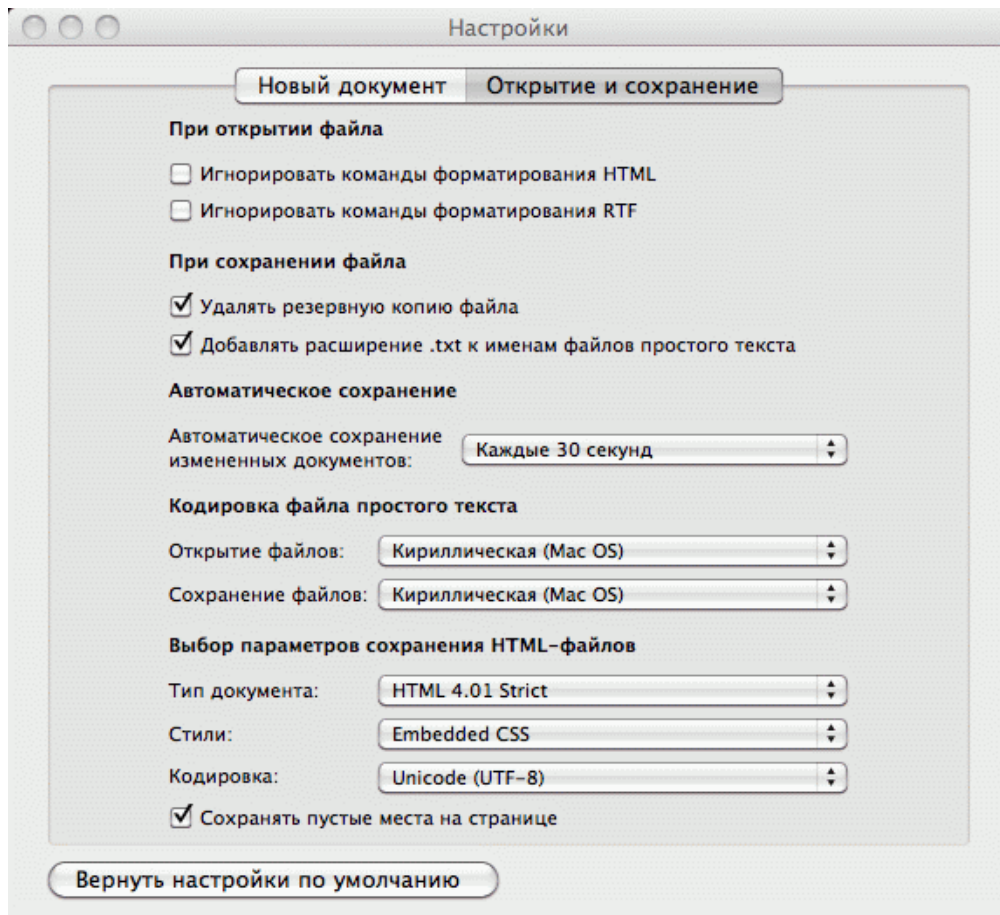 Настройки
Новый документ Открытие и сохранение
При открытии файла
Игнорировать команды форматирования HTML
Игнорировать команды форматирования RTF
При сохранении файла
Удалять резервную копию файла
Добавлять расширение .txt к именам файлов простого текста
Автоматическое сохранение
Автоматическое сохранение
измененных документов: Каждые 30 секунд
Кодировка файла простого текста
Открытие файлов: Кириллическая (Mac OS)
Сохранение файлов: Кириллическая (Mac OS)
Выбор параметров сохранения HTML-файлов
Тип документа: HTML 4.01 Strict
Стили: Embedded CSS
Кодировка: Unicode (UTF-8)
Сохранять пустые места на странице
Вернуть настройки по умолчанию